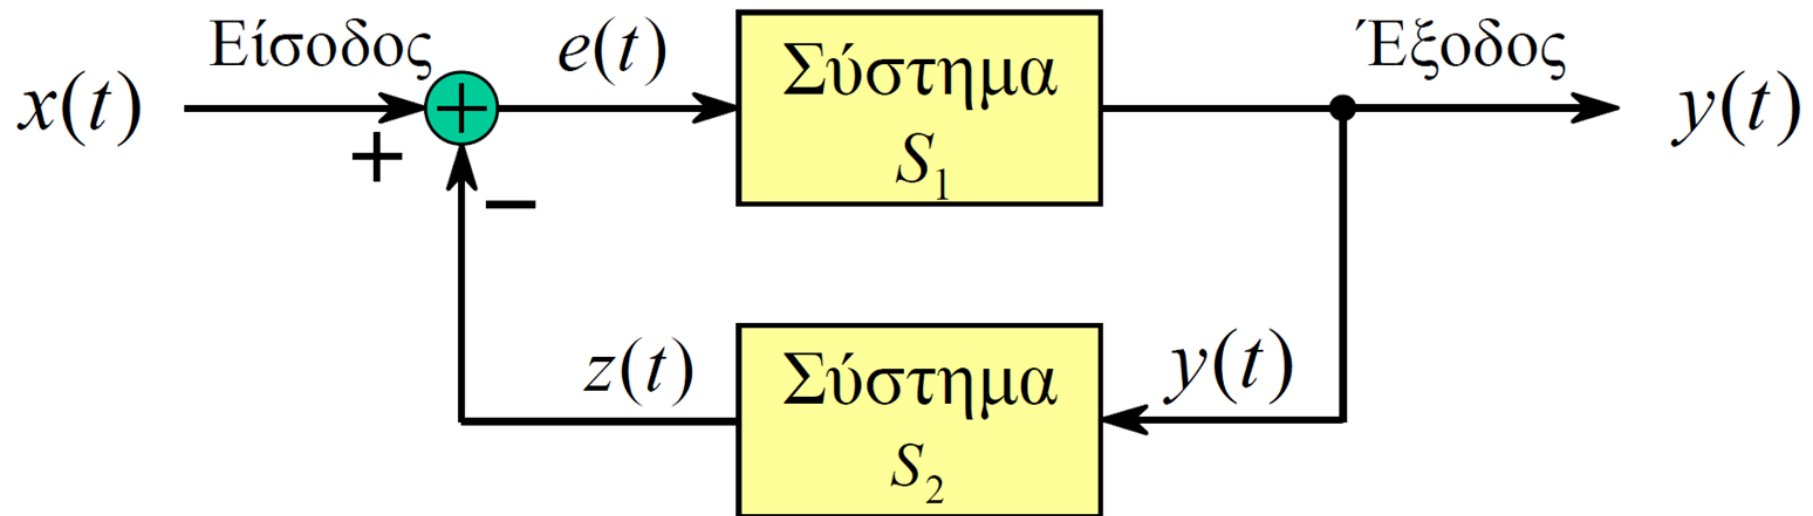 Είσοδος
e(t)
Σύστημα
S₁
Έξοδος
x(t)
+
+
y(t)
−
z(t)
Σύστημα
S₂
y(t)